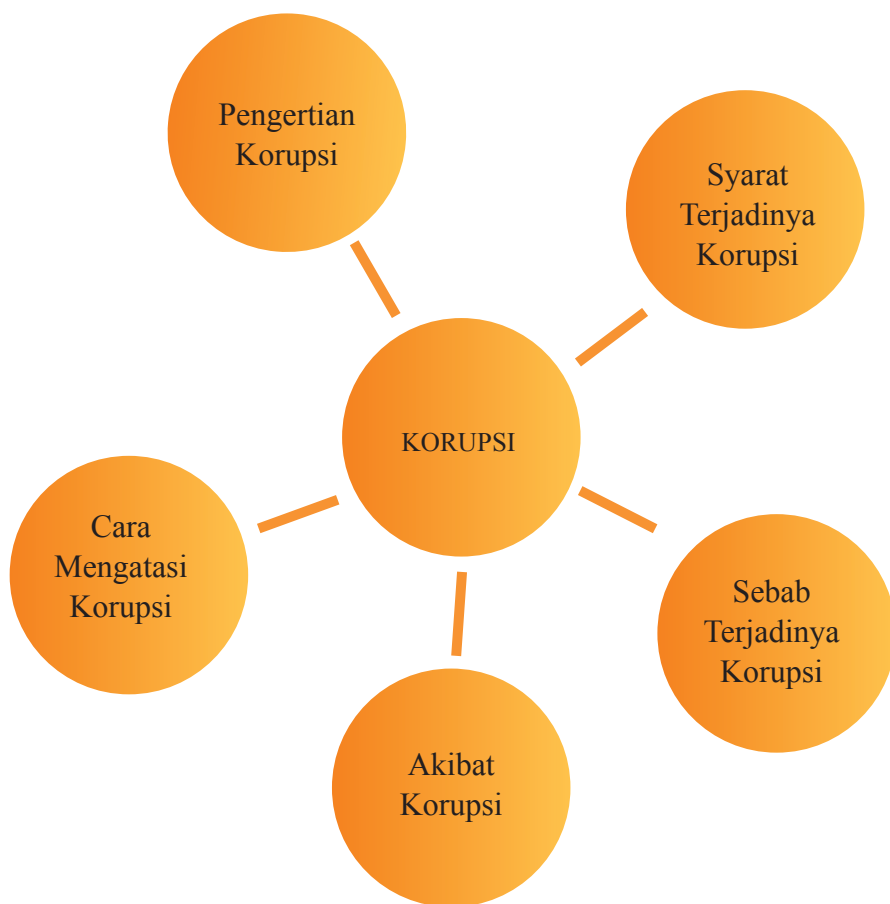 Pengertian
Korupsi
Syarat
Terjadinya
Korupsi
KORUPSI
Cara
Mengatasi
Korupsi
Sebab
Terjadinya
Korupsi
Akibat
Korupsi